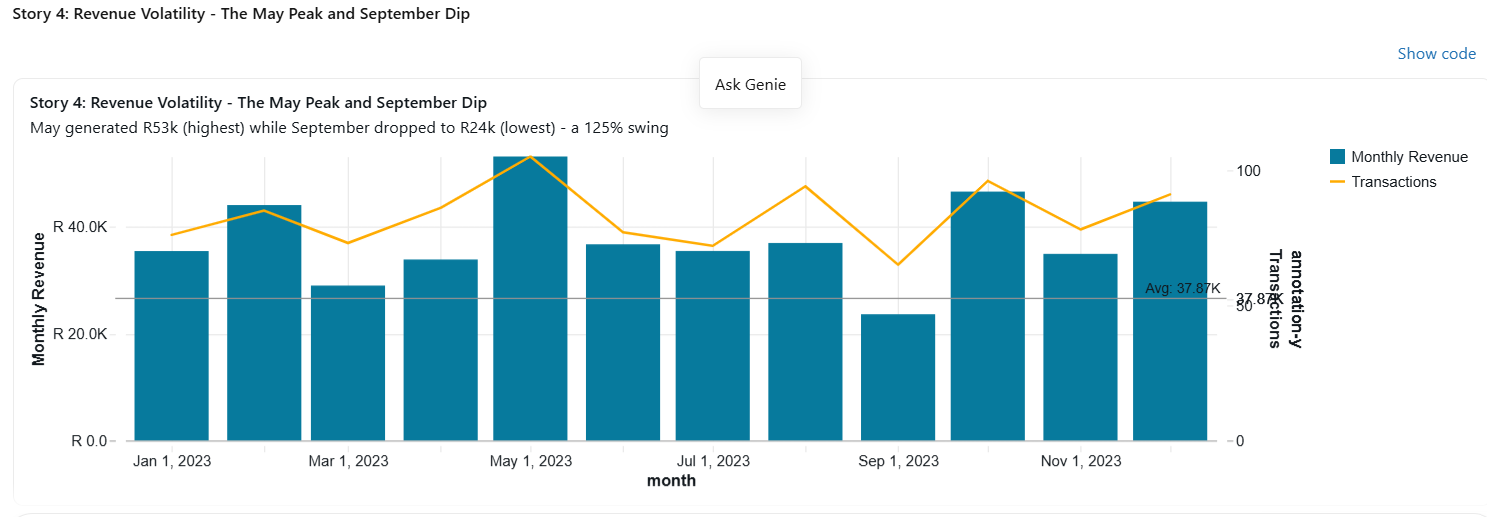 Story 4: Revenue Volatility - The May Peak and September Dip
Show code
Ask Genie
Story 4: Revenue Volatility - The May Peak and September Dip
May generated R53k (highest) while September dropped to R24k (lowest) - a 125% swing
Monthly Revenue
Transactions
Monthly Revenue
R 40.0K
R 20.0K
R 0.0
100
50
0
Avg: 37.87K
37.87K
Transactions
annotation-y
Jan 1, 2023
Mar 1, 2023
May 1, 2023
Jul 1, 2023
Sep 1, 2023
Nov 1, 2023
month